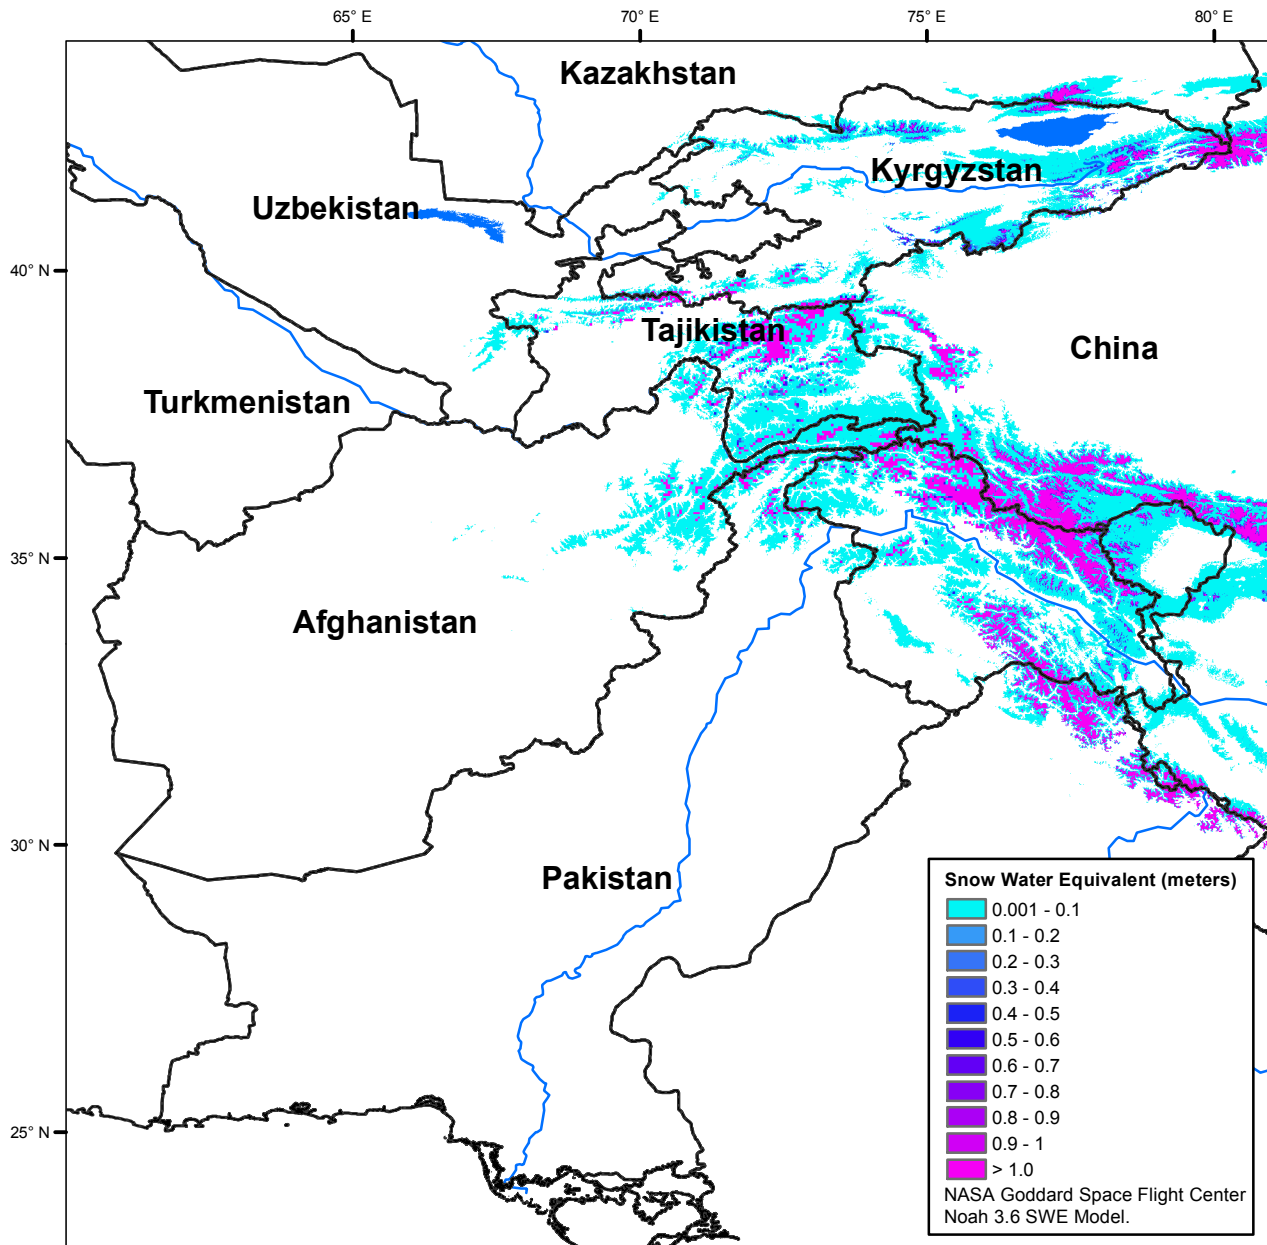 65° E
70° E
75° E
80° E
Kazakhstan
Kyrgyzstan
Uzbekistan
40° N
Tajikistan
China
Turkmenistan
35° N
Afghanistan
30° N
Pakistan
25° N
Snow Water Equivalent (meters)
0.001 - 0.1
0.1 - 0.2
0.2 - 0.3
0.3 - 0.4
0.4 - 0.5
0.5 - 0.6
0.6 - 0.7
0.7 - 0.8
0.8 - 0.9
0.9 - 1
> 1.0
NASA Goddard Space Flight Center
Noah 3.6 SWE Model.